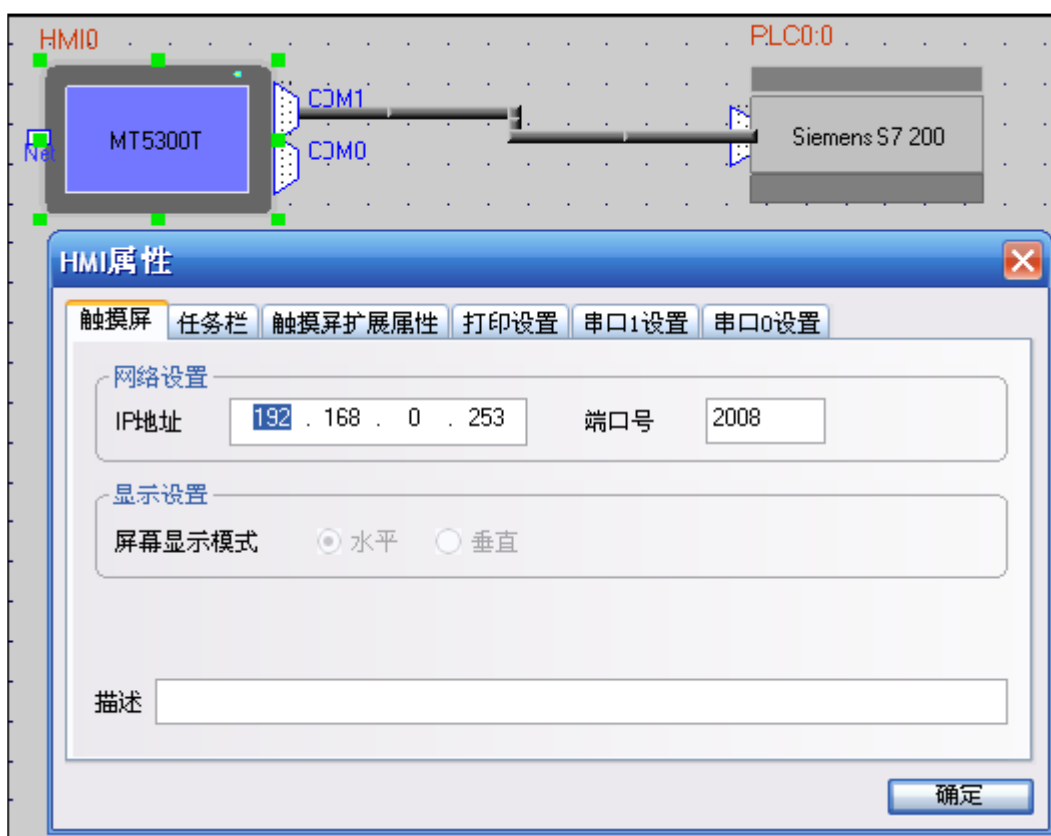 HMI0
PLC0:0
COM1
MT5300T
Siemens S7 200
Net
COM0
HMI属性
触摸屏 任务栏 触摸屏扩展属性 打印设置 串口1设置 串口0设置
网络设置
IP地址 192 . 168 . 0 . 253 端口号 2008
显示设置
屏幕显示模式 水平 垂直
描述
确定